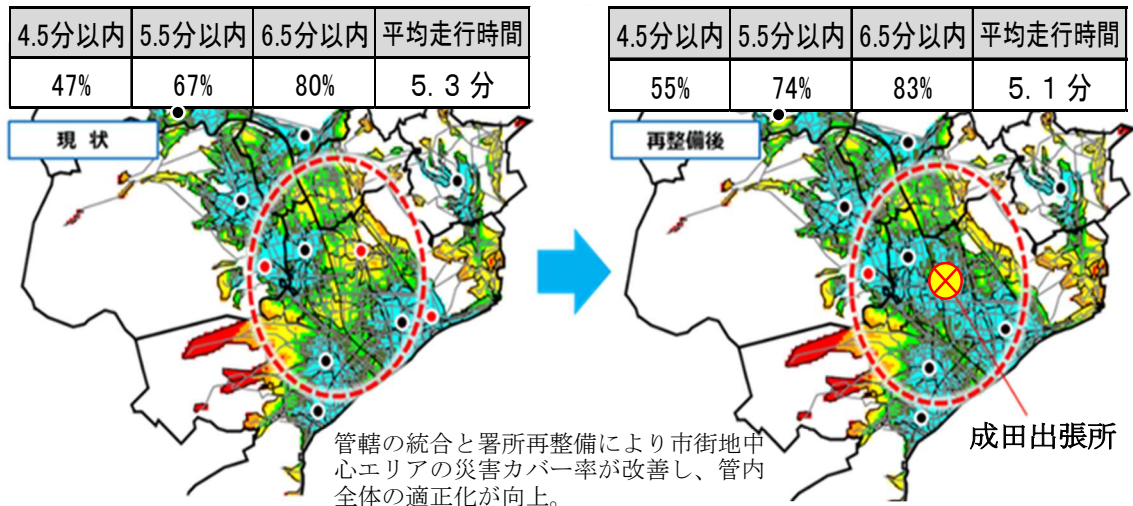 4.5分以内 5.5分以内 6.5分以内 平均走行時間
47% 67% 80% 5.3分
現状
4.5分以内 5.5分以内 6.5分以内 平均走行時間
55% 74% 83% 5.1分
再整備後
成田出張所
管轄の統合と署所再整備により市街地中
心エリアの災害カバー率が改善し、管内
全体の適正化が向上。